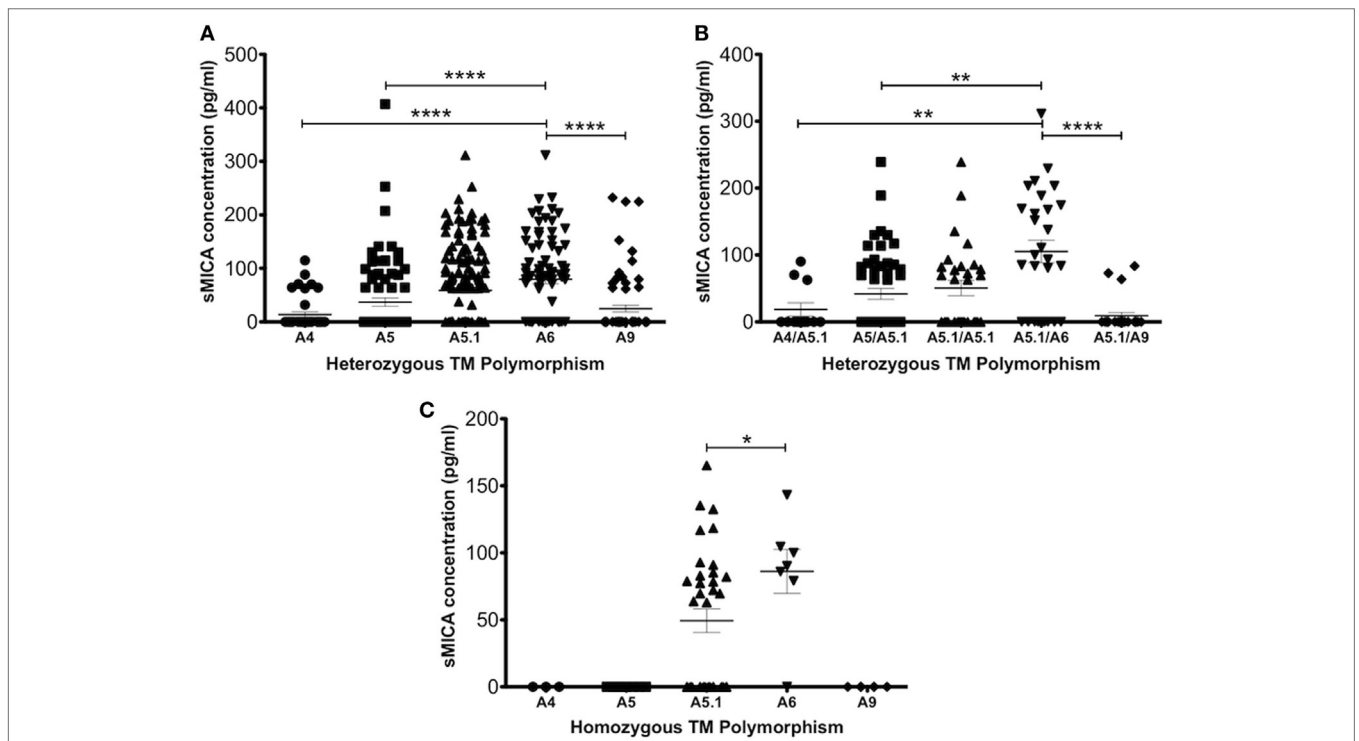 A
sMICA concentration (pg/ml)
500
400
300
200
100
0
****
****
****
A4 A5 A5.1 A6 A9
Heterozygous TM Polymorphism
B
sMICA concentration (pg/ml)
400
300
200
100
0
**
**
****
A4/A5.1 A5/A5.1 A5.1/A5.1 A5.1/A6 A5.1/A9
Heterozygous TM Polymorphism
C
sMICA concentration (pg/ml)
200
150
100
50
0
*
A4 A5 A5.1 A6 A9
Homozygous TM Polymorphism